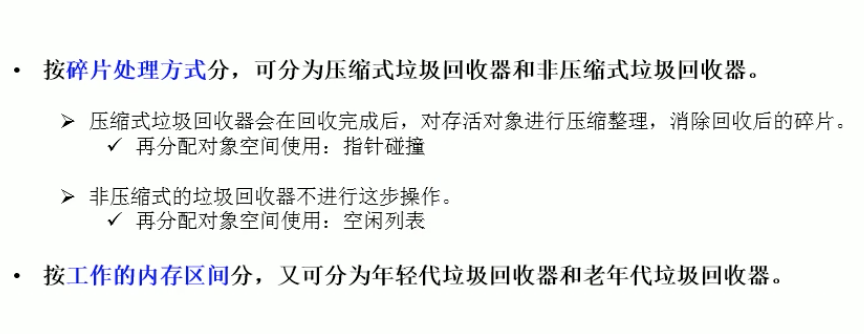 • 按碎片处理方式分，可分为压缩式垃圾回收器和非压缩式垃圾回收器。
➢ 压缩式垃圾回收器会在回收完成后，对存活对象进行压缩整理，消除回收后的碎片。
✓ 再分配对象空间使用：指针碰撞
➢ 非压缩式的垃圾回收器不进行这步操作。
✓ 再分配对象空间使用：空闲列表
• 按工作的内存区间分，又可分为年轻代垃圾回收器和老年代垃圾回收器。